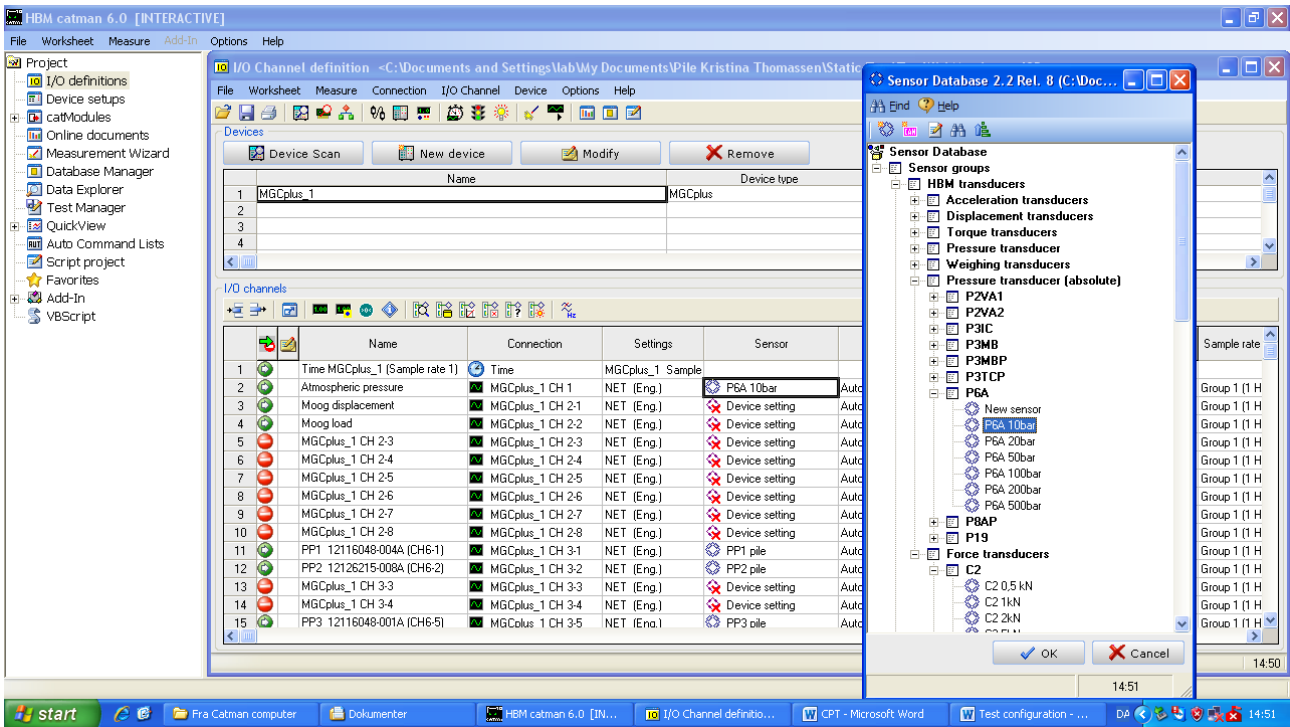 HBM catman 6.0 [INTERACTIVE]
File Worksheet Measure Add-In Options Help
Project
I/O definitions
Device setups
catModules
Online documents
Measurement Wizard
Database Manager
Data Explorer
Test Manager
QuickView
Auto Command Lists
Script project
Favorites
Add-In
VBScript
I/O Channel definition <C:\Documents and Settings\lab\My Documents\Pile Kristina Thomassen\Static
File Worksheet Measure Connection I/O Channel Device Options Help
Devices
Device Scan New device Modify Remove
Name Device type
1 MGCplus_1 MGCplus
2
3
4
I/O channels
Name Connection Settings Sensor Sample rate
1 Time MGCplus_1 (Sample rate 1) Time MGCplus_1 Sample
2 Atmospheric pressure MGCplus_1 CH 1 NET (Eng.) P6A 10bar Auto Group 1 (1 H
3 Moog displacement MGCplus_1 CH 2-1 NET (Eng.) Device setting Auto Group 1 (1 H
4 Moog load MGCplus_1 CH 2-2 NET (Eng.) Device setting Auto Group 1 (1 H
5 MGCplus_1 CH 2-3 MGCplus_1 CH 2-3 NET (Eng.) Device setting Auto Group 1 (1 H
6 MGCplus_1 CH 2-4 MGCplus_1 CH 2-4 NET (Eng.) Device setting Auto Group 1 (1 H
7 MGCplus_1 CH 2-5 MGCplus_1 CH 2-5 NET (Eng.) Device setting Auto Group 1 (1 H
8 MGCplus_1 CH 2-6 MGCplus_1 CH 2-6 NET (Eng.) Device setting Auto Group 1 (1 H
9 MGCplus_1 CH 2-7 MGCplus_1 CH 2-7 NET (Eng.) Device setting Auto Group 1 (1 H
10 MGCplus_1 CH 2-8 MGCplus_1 CH 2-8 NET (Eng.) Device setting Auto Group 1 (1 H
11 PP1 12116048-004A (CH6-1) MGCplus_1 CH 3-1 NET (Eng.) PP1 pile Auto Group 1 (1 H
12 PP2 12126215-008A (CH6-2) MGCplus_1 CH 3-2 NET (Eng.) PP2 pile Auto Group 1 (1 H
13 MGCplus_1 CH 3-3 MGCplus_1 CH 3-3 NET (Eng.) Device setting Auto Group 1 (1 H
14 MGCplus_1 CH 3-4 MGCplus_1 CH 3-4 NET (Eng.) Device setting Auto Group 1 (1 H
15 PP3 12116048-001A (CH6-5) MGCplus_1 CH 3-5 NET (Eng.) PP3 pile Auto Group 1 (1 H
14:50
Sensor Database 2.2 Rel. 8 (C:\Doc...
Find Help
Sensor Database
Sensor groups
HBM transducers
Acceleration transducers
Displacement transducers
Torque transducers
Pressure transducer
Weighing transducers
Pressure transducer (absolute)
P2VA1
P2VA2
P3IC
P3MB
P3MBP
P3TCP
P6A
New sensor
P6A 10bar
P6A 20bar
P6A 50bar
P6A 100bar
P6A 200bar
P6A 500bar
P8AP
P19
Force transducers
C2
C2 0,5 kN
C2 1kN
C2 2kN
OK Cancel
14:51
start Fra Catman computer Dokumenter HBM catman 6.0 [IN... I/O Channel definitio... CPT - Microsoft Word Test configuration - ... DA 14:51